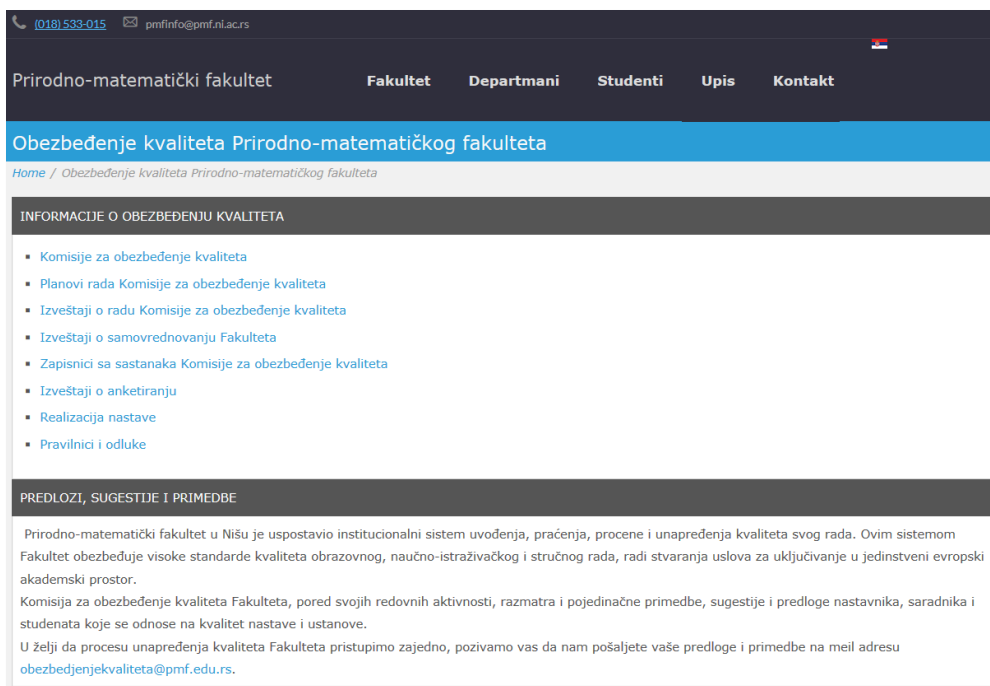 (018) 533-015 pmfinfo@pmf.ni.ac.rs
Prirodno-matematički fakultet Fakultet Departmani Studenti Upis Kontakt
Obezbeđenje kvaliteta Prirodno-matematičkog fakulteta
Home / Obezbeđenje kvaliteta Prirodno-matematičkog fakulteta
INFORMACIJE O OBEZBEĐENJU KVALITETA
Komisije za obezbeđenje kvaliteta
Planovi rada Komisije za obezbeđenje kvaliteta
Izveštaji o radu Komisije za obezbeđenje kvaliteta
Izveštaji o samovrednovanju Fakulteta
Zapisnici sa sastanaka Komisije za obezbeđenje kvaliteta
Izveštaji o anketiranju
Realizacija nastave
Pravilnici i odluke
PREDLOZI, SUGESTIJE I PRIMEDBE
Prirodno-matematički fakultet u Nišu je uspostavio institucionalni sistem uvođenja, praćenja, procene i unapređenja kvaliteta svog rada. Ovim sistemom
Fakultet obezbeđuje visoke standarde kvaliteta obrazovnog, naučno-istraživačkog i stručnog rada, radi stvaranja uslova za uključivanje u jedinstveni evropski
akademski prostor.
Komisija za obezbeđenje kvaliteta Fakulteta, pored svojih redovnih aktivnosti, razmatra i pojedinačne primedbe, sugestije i predloge nastavnika, saradnika i
studenata koje se odnose na kvalitet nastave i ustanove.
U želji da procesu unapređenja kvaliteta Fakulteta pristupimo zajedno, pozivamo vas da nam pošaljete vaše predloge i primedbe na meil adresu
obezbedjenjekvaliteta@pmf.edu.rs.